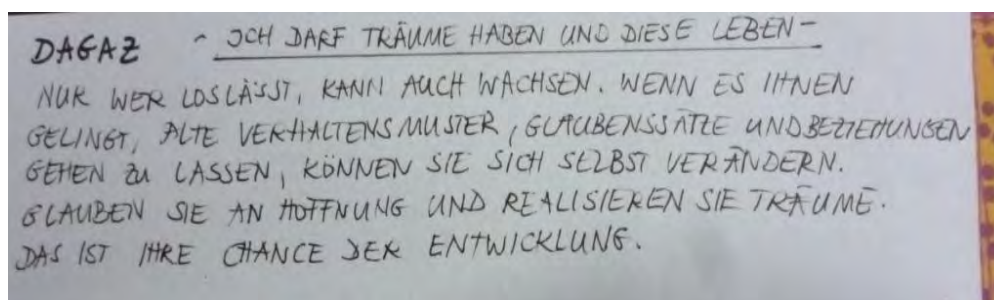 DAGAZ - ICH DARF TRÄUME HABEN UND DIESE LEBEN -
NUR WER LOSLÄSST, KANN AUCH WACHSEN. WENN ES IHNEN
GELINGT, ALTE VERHALTENSMUSTER, GLAUBENSSÄTZE UND BEZIEHUNGEN
GEHEN ZU LASSEN, KÖNNEN SIE SICH SELBST VERÄNDERN.
GLAUBEN SIE AN HOFFNUNG UND REALISIEREN SIE TRÄUME.
DAS IST IHRE CHANCE DER ENTWICKLUNG.